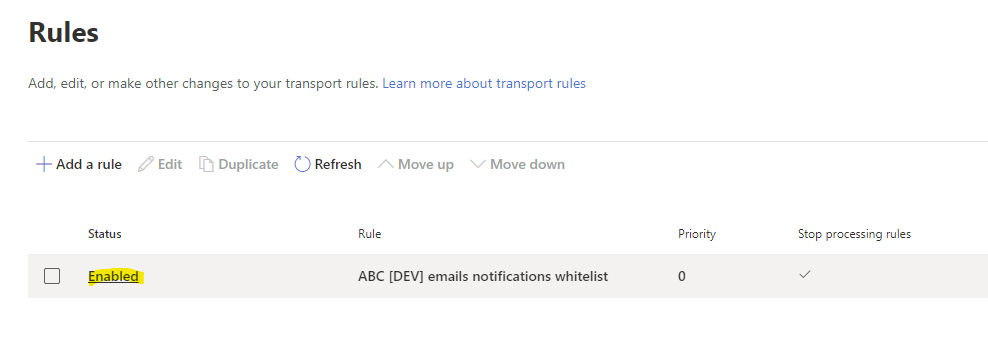 Rules
Add, edit, or make other changes to your transport rules. Learn more about transport rules
Add a rule Edit Duplicate Refresh Move up Move down
Status Rule Priority Stop processing rules
Enabled ABC [DEV] emails notifications whitelist 0